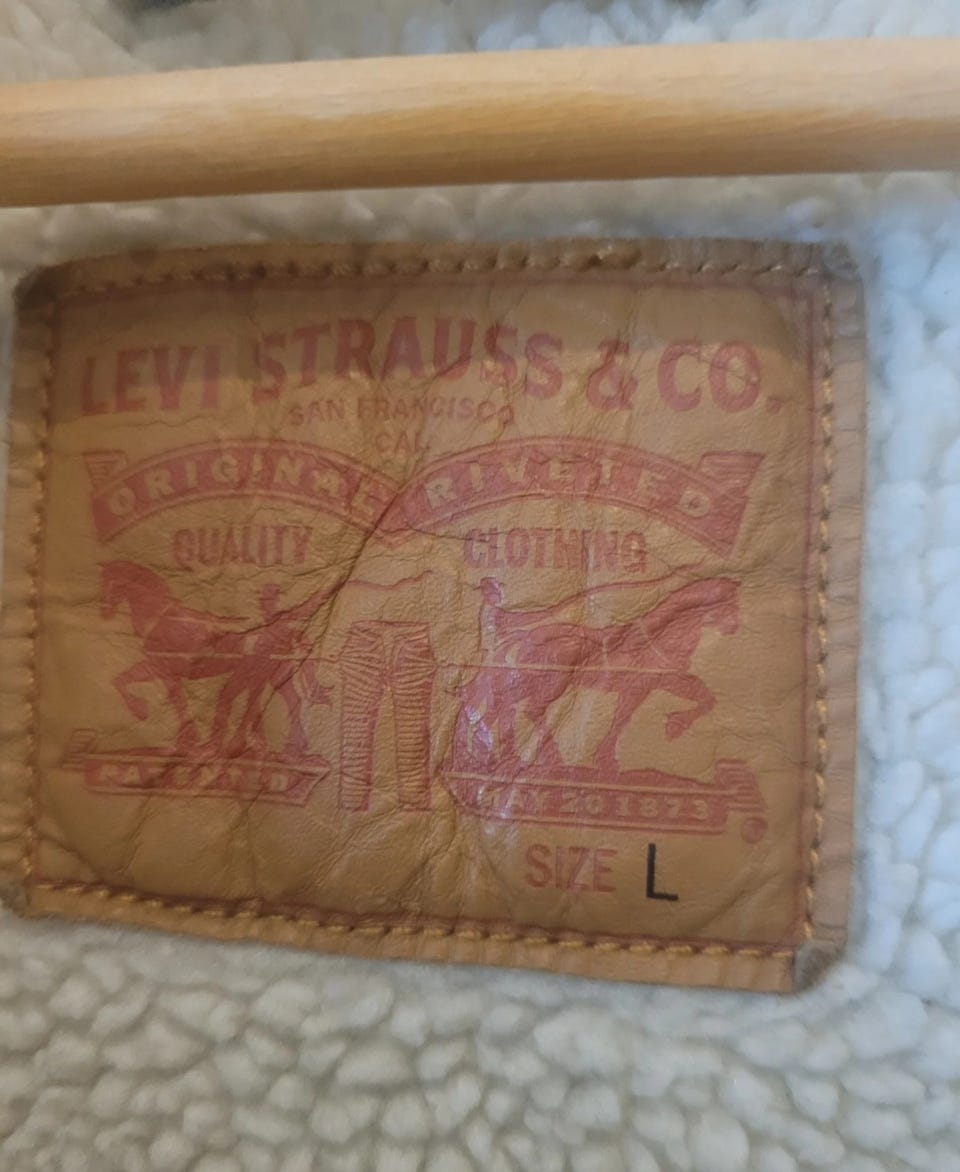 LEVI STRAUSS & CO.
SAN FRANCISCO
CAL
ORIGINAL RIVETED
QUALITY CLOTHING
PATENTED MAY 20 1873
®
SIZE L